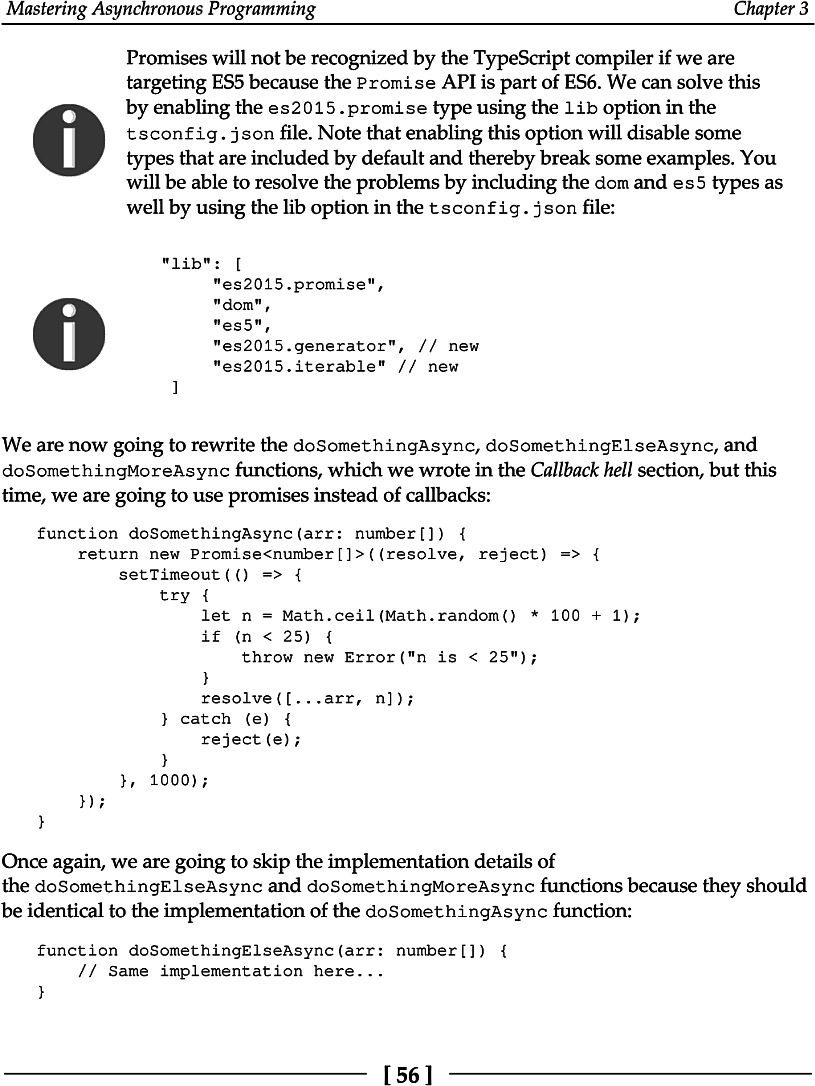 Mastering Asynchronous Programming Chapter 3
Promises will not be recognized by the TypeScript compiler if we are
targeting ES5 because the Promise API is part of ES6. We can solve this
by enabling the es2015.promise type using the lib option in the
tsconfig.json file. Note that enabling this option will disable some
types that are included by default and thereby break some examples. You
will be able to resolve the problems by including the dom and es5 types as
well by using the lib option in the tsconfig.json file:
"lib": [
     "es2015.promise",
     "dom",
     "es5",
     "es2015.generator", // new
     "es2015.iterable" // new
 ]
We are now going to rewrite the doSomethingAsync, doSomethingElseAsync, and
doSomethingMoreAsync functions, which we wrote in the Callback hell section, but this
time, we are going to use promises instead of callbacks:
function doSomethingAsync(arr: number[]) {
    return new Promise<number[]>((resolve, reject) => {
        setTimeout(() => {
            try {
                let n = Math.ceil(Math.random() * 100 + 1);
                if (n < 25) {
                    throw new Error("n is < 25");
                }
                resolve([...arr, n]);
            } catch (e) {
                reject(e);
            }
        }, 1000);
    });
}
Once again, we are going to skip the implementation details of
the doSomethingElseAsync and doSomethingMoreAsync functions because they should
be identical to the implementation of the doSomethingAsync function:
function doSomethingElseAsync(arr: number[]) {
    // Same implementation here...
}
[ 56 ]